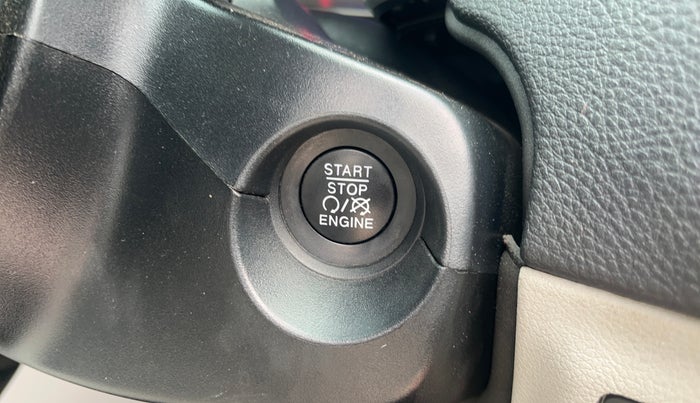 START
STOP
/
ENGINE